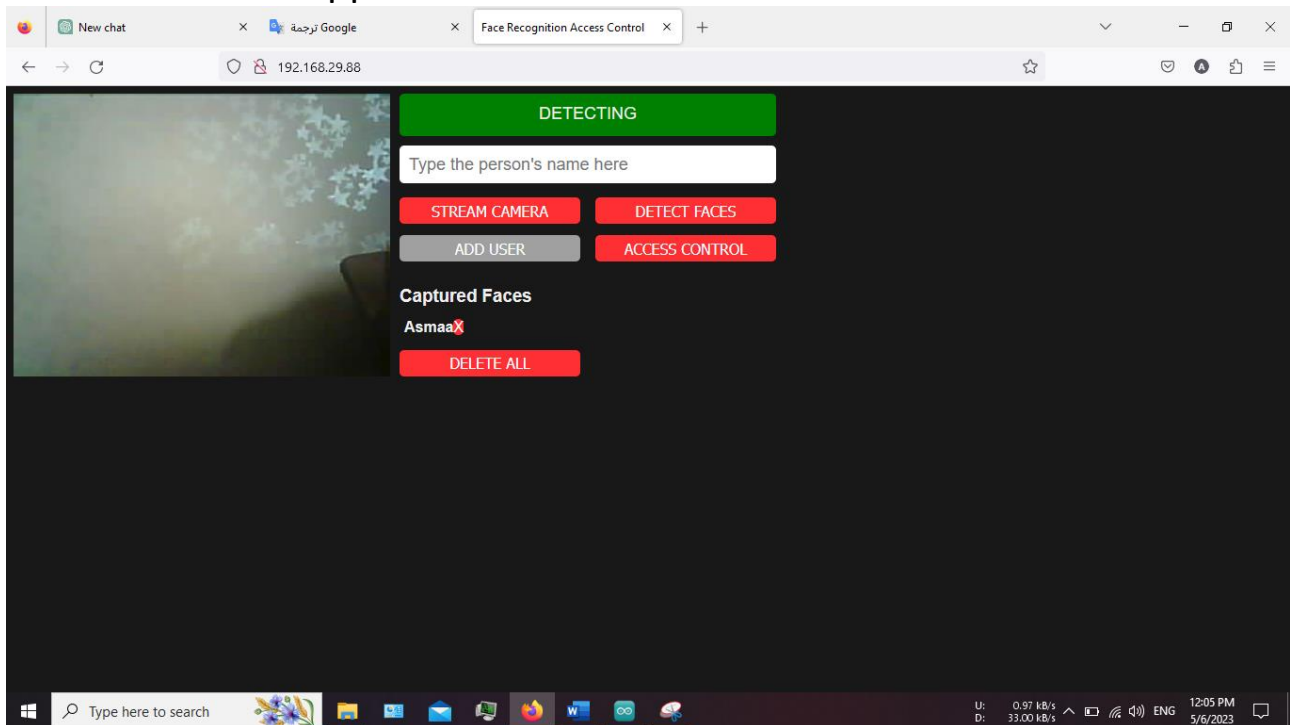 New chat
Google ترجمة
Face Recognition Access Control
192.168.29.88
A
DETECTING
Type the person's name here
STREAM CAMERA
DETECT FACES
ADD USER
ACCESS CONTROL
Captured Faces
AsmaaX
DELETE ALL
Type here to search
U: 0.97 kB/s
D: 33.00 kB/s
ENG
12:05 PM
5/6/2023